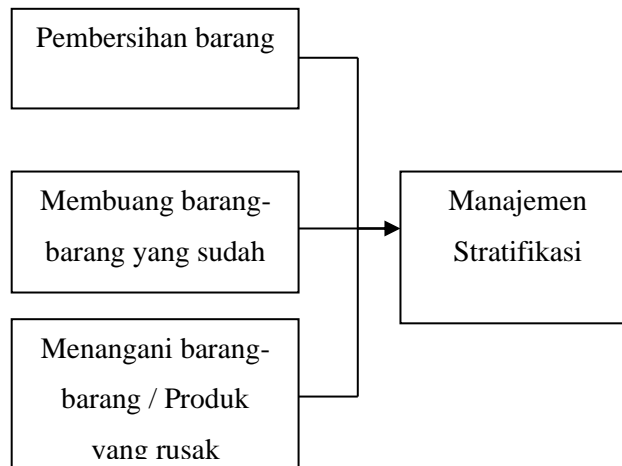 Pembersihan barang
Membuang barang-
barang yang sudah
Manajemen
Stratifikasi
Menangani barang-
barang / Produk
yang rusak